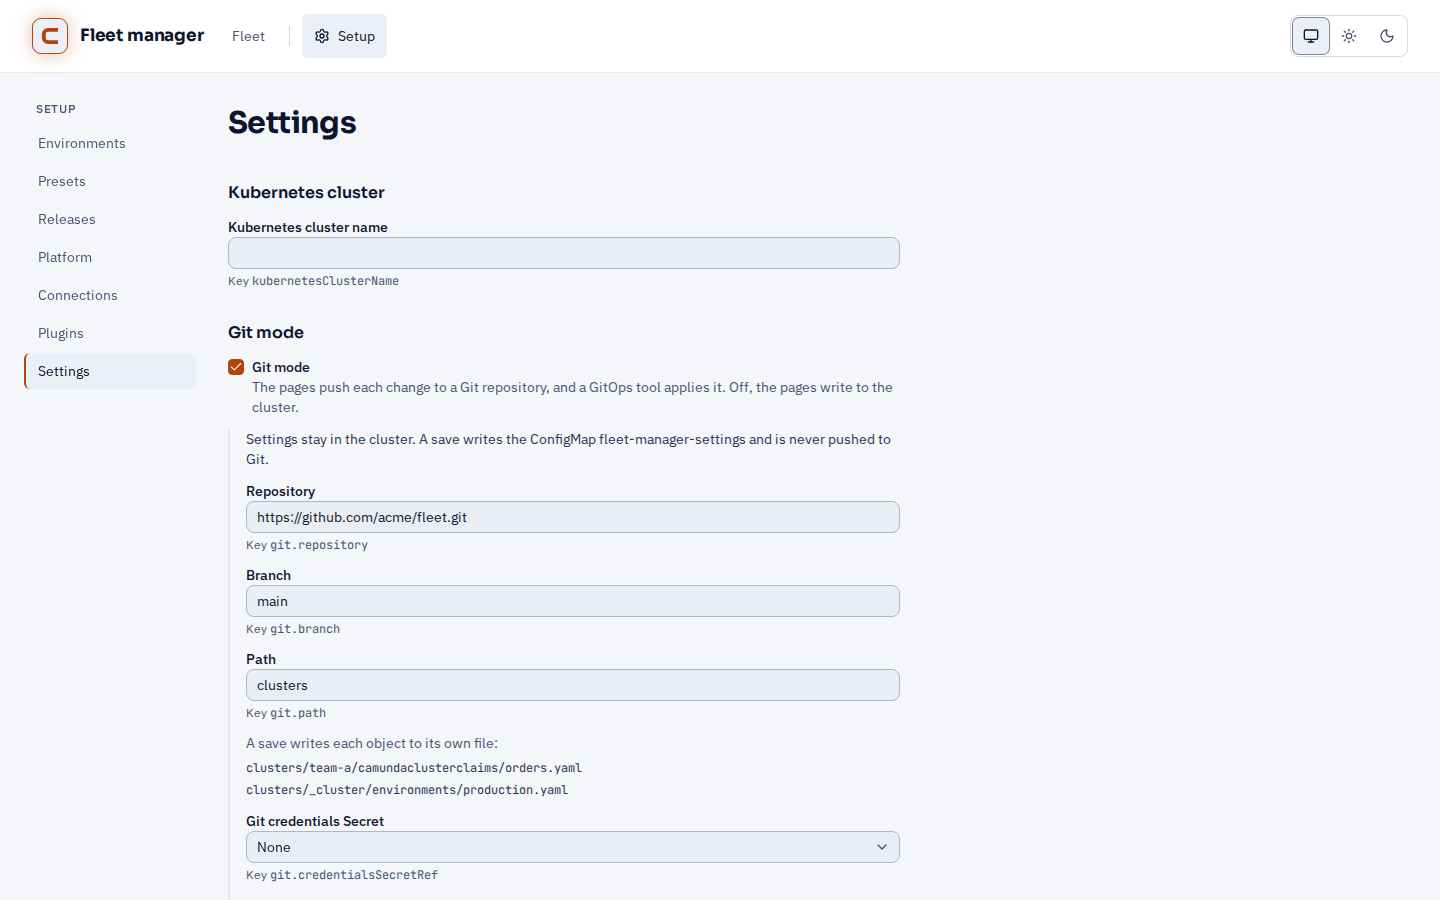 Fleet manager
Fleet
Setup
SETUP
Environments
Presets
Releases
Platform
Connections
Plugins
Settings
Settings
Kubernetes cluster
Kubernetes cluster name
Key kubernetesClusterName
Git mode
Git mode
The pages push each change to a Git repository, and a GitOps tool applies it. Off, the pages write to the
cluster.
Settings stay in the cluster. A save writes the ConfigMap fleet-manager-settings and is never pushed to
Git.
Repository
https://github.com/acme/fleet.git
Key git.repository
Branch
main
Key git.branch
Path
clusters
Key git.path
A save writes each object to its own file:
clusters/team-a/camundaclusterclaims/orders.yaml
clusters/_cluster/environments/production.yaml
Git credentials Secret
None
Key git.credentialsSecretRef